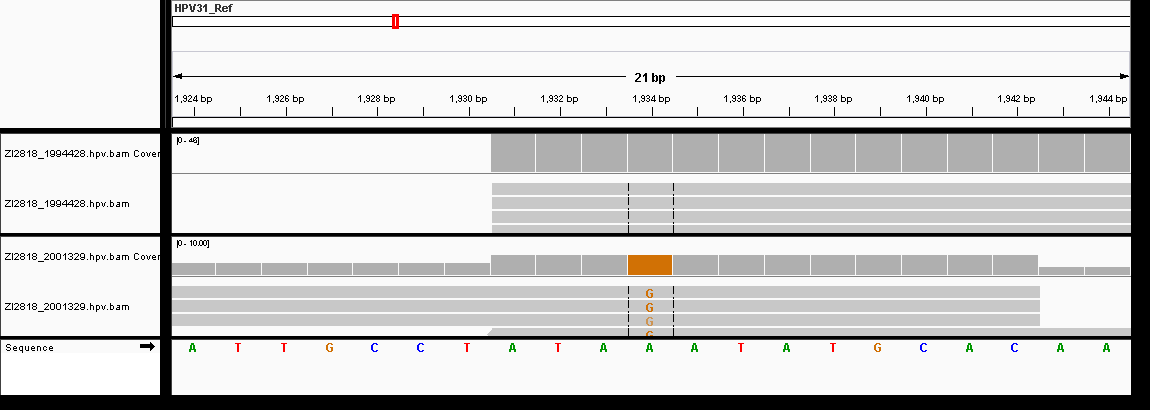 HPV31_Ref
21 bp
1,924 bp 1,926 bp 1,928 bp 1,930 bp 1,932 bp 1,934 bp 1,936 bp 1,938 bp 1,940 bp 1,942 bp 1,944 bp
[0 - 46]
ZI2818_1994428.hpv.bam Cover
ZI2818_1994428.hpv.bam
[0 - 10.00]
ZI2818_2001329.hpv.bam Cover
G
ZI2818_2001329.hpv.bam G
G
G
Sequence A T T G C C T A T A A A T A T G C A C A A